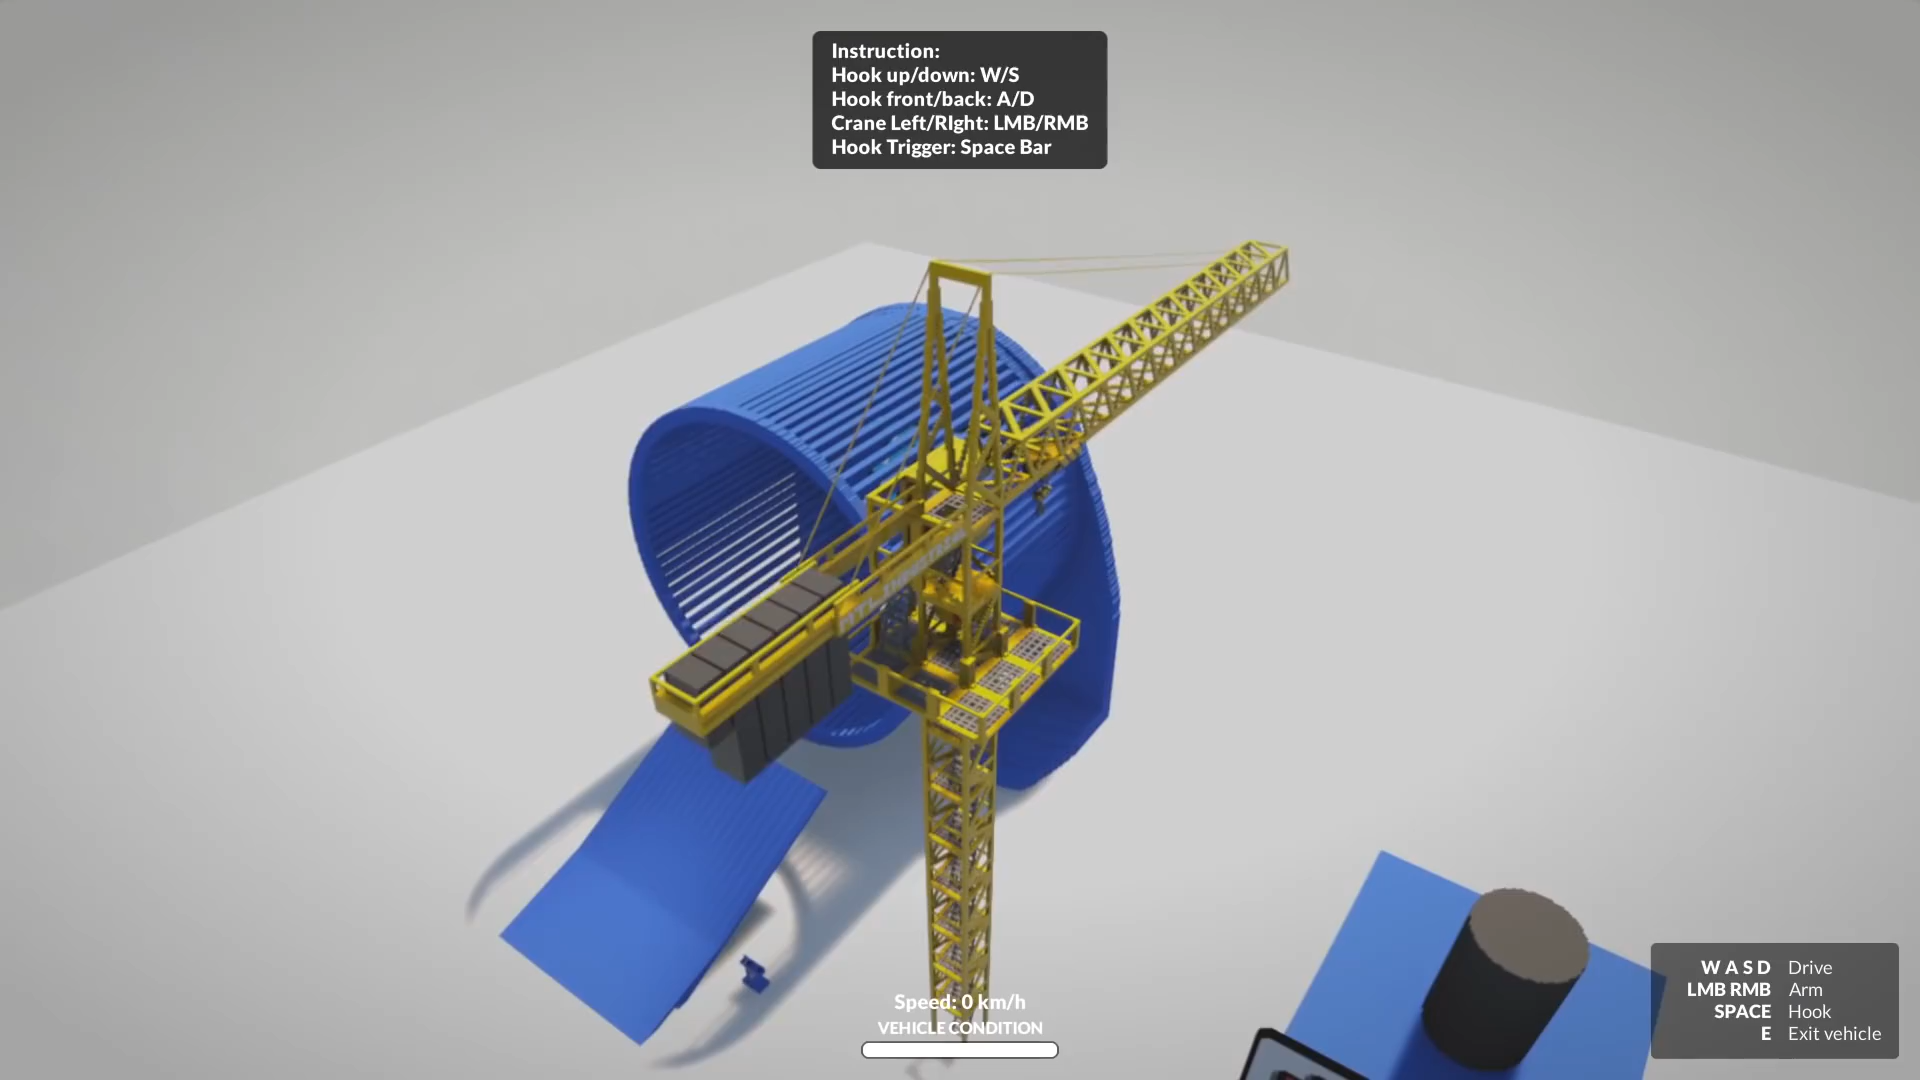 Instruction:
Hook up/down: W/S
Hook front/back: A/D
Crane Left/RIght: LMB/RMB
Hook Trigger: Space Bar
Speed: 0 km/h
VEHICLE CONDITION
W A S D Drive
LMB RMB Arm
SPACE Hook
E Exit vehicle